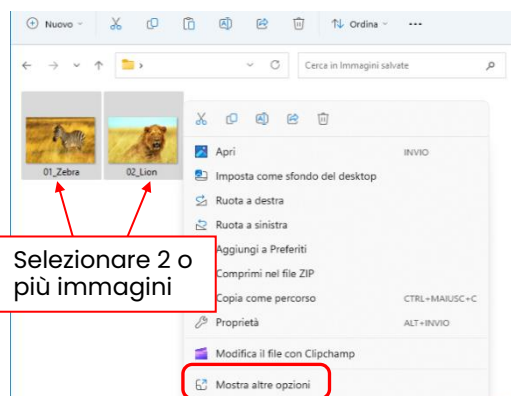 Nuovo
Ordina
Cerca in Immagini salvate
01_Zebra
02_Lion
Apri INVIO
Imposta come sfondo del desktop
Ruota a destra
Ruota a sinistra
Aggiungi a Preferiti
Comprimi nel file ZIP
Copia come percorso CTRL+MAIUSC+C
Proprietà ALT+INVIO
Modifica il file con Clipchamp
Mostra altre opzioni
Selezionare 2 o
più immagini